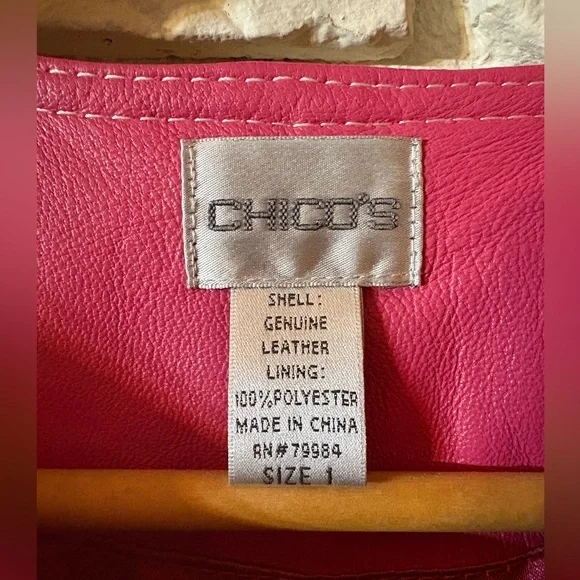 CHICO'S
SHELL:
GENUINE
LEATHER
LINING:
100%POLYESTER
MADE IN CHINA
RN#79984
SIZE 1